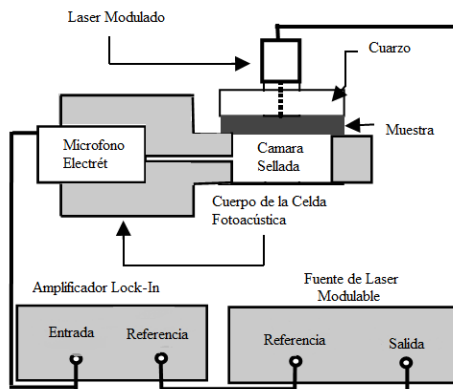 Laser Modulado
Cuarzo
Muestra
Microfono
Electrét
Camara
Sellada
Cuerpo de la Celda
Fotoacústica
Amplificador Lock-In
Fuente de Laser
Modulable
Entrada
Referencia
Referencia
Salida